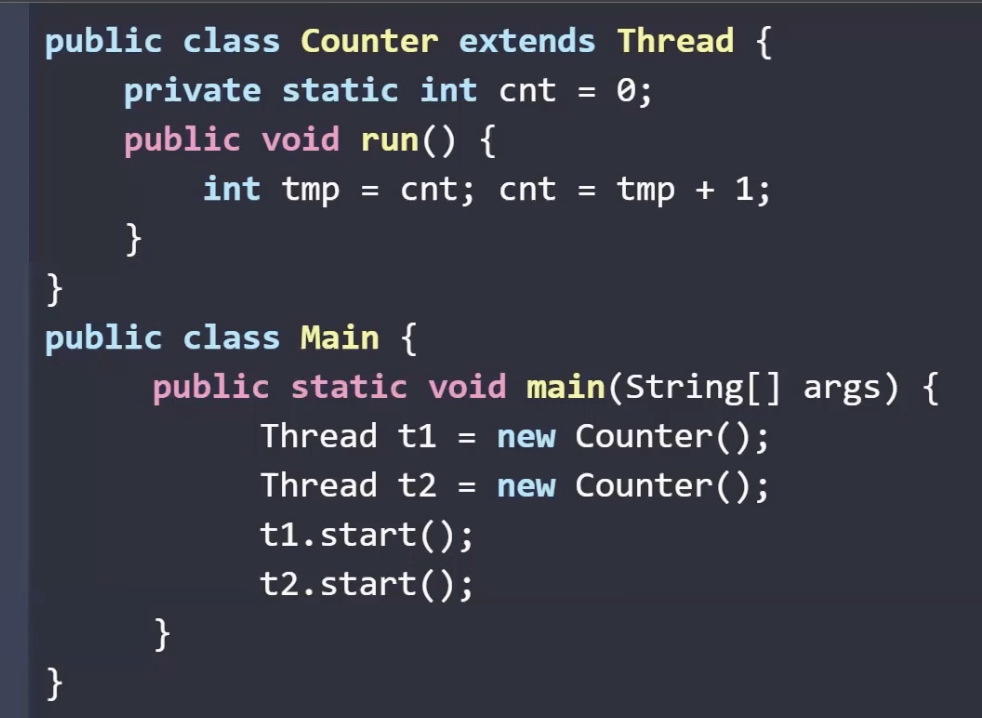 public class Counter extends Thread {
    private static int cnt = 0;
    public void run() {
        int tmp = cnt; cnt = tmp + 1;
    }
}
public class Main {
     public static void main(String[] args) {
          Thread t1 = new Counter();
          Thread t2 = new Counter();
          t1.start();
          t2.start();
     }
}